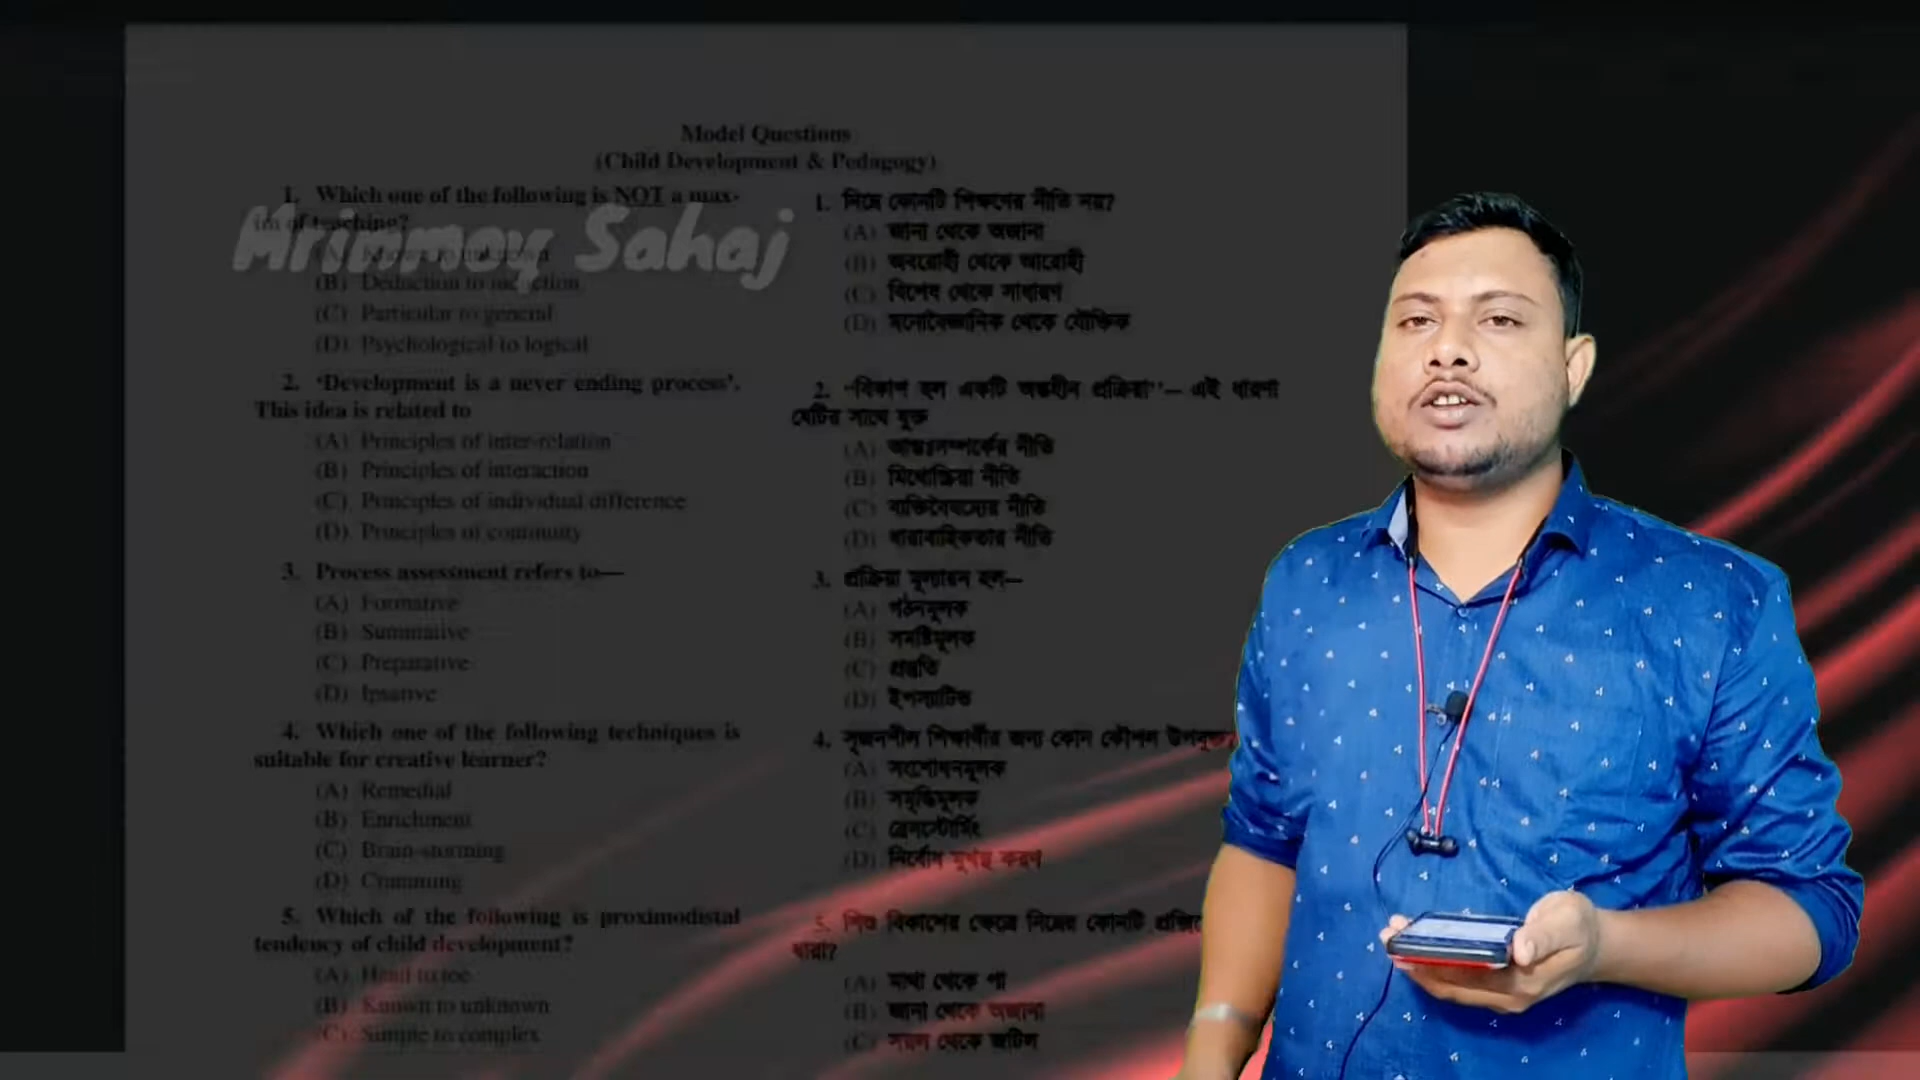 Model Questions
(Child Development & Pedagogy)
1. Which one of the following is NOT a max-
im of teaching?
Mrinmoy Sahaj
(A) Known to unknown
(B) Deduction to induction
(C) Particular to general
(D) Psychological to logical
2. ‘Development is a never ending process’.
This idea is related to
(A) Principles of inter-relation
(B) Principles of interaction
(C) Principles of individual difference
(D) Principles of continuity
3. Process assessment refers to—
(A) Formative
(B) Summative
(C) Preparative
(D) Ipsative
4. Which one of the following techniques is
suitable for creative learner?
(A) Remedial
(B) Enrichment
(C) Brain-storming
(D) Cramming
5. Which of the following is proximodistal
tendency of child development?
(A) Head to toe
(B) Known to unknown
(C) Simple to complex
1. নিম্নে কোনটি শিক্ষণের নীতি নয়?
(A) জানা থেকে অজানা
(B) অবরোহী থেকে আরোহী
(C) বিশেষ থেকে সাধারণ
(D) মনোবৈজ্ঞানিক থেকে যৌক্তিক
2. “বিকাশ হল একটি অন্তহীন প্রক্রিয়া’’— এই ধারণা
যেটির সাথে যুক্ত
(A) আন্তঃসম্পর্কের নীতি
(B) মিথোষ্ক্রিয়া নীতি
(C) ব্যক্তিবৈষম্যের নীতি
(D) ধারাবাহিকতার নীতি
3. প্রক্রিয়া মূল্যায়ন হল—
(A) গঠনমূলক
(B) সমষ্টিমূলক
(C) প্রস্তুতি
(D) ইপস্যাটিভ
4. সৃজনশীল শিক্ষার্থীর জন্য কোন কৌশল উপযুক্ত?
(A) সংশোধনমূলক
(B) সমৃদ্ধিমূলক
(C) ব্রেনস্টোর্মিং
(D) নির্বোধ মুখস্থ করণ
5. শিশু বিকাশের ক্ষেত্রে নিম্নের কোনটি
ধারা?
(A) মাথা থেকে পা
(B) জানা থেকে অজানা
(C) সরল থেকে জটিল